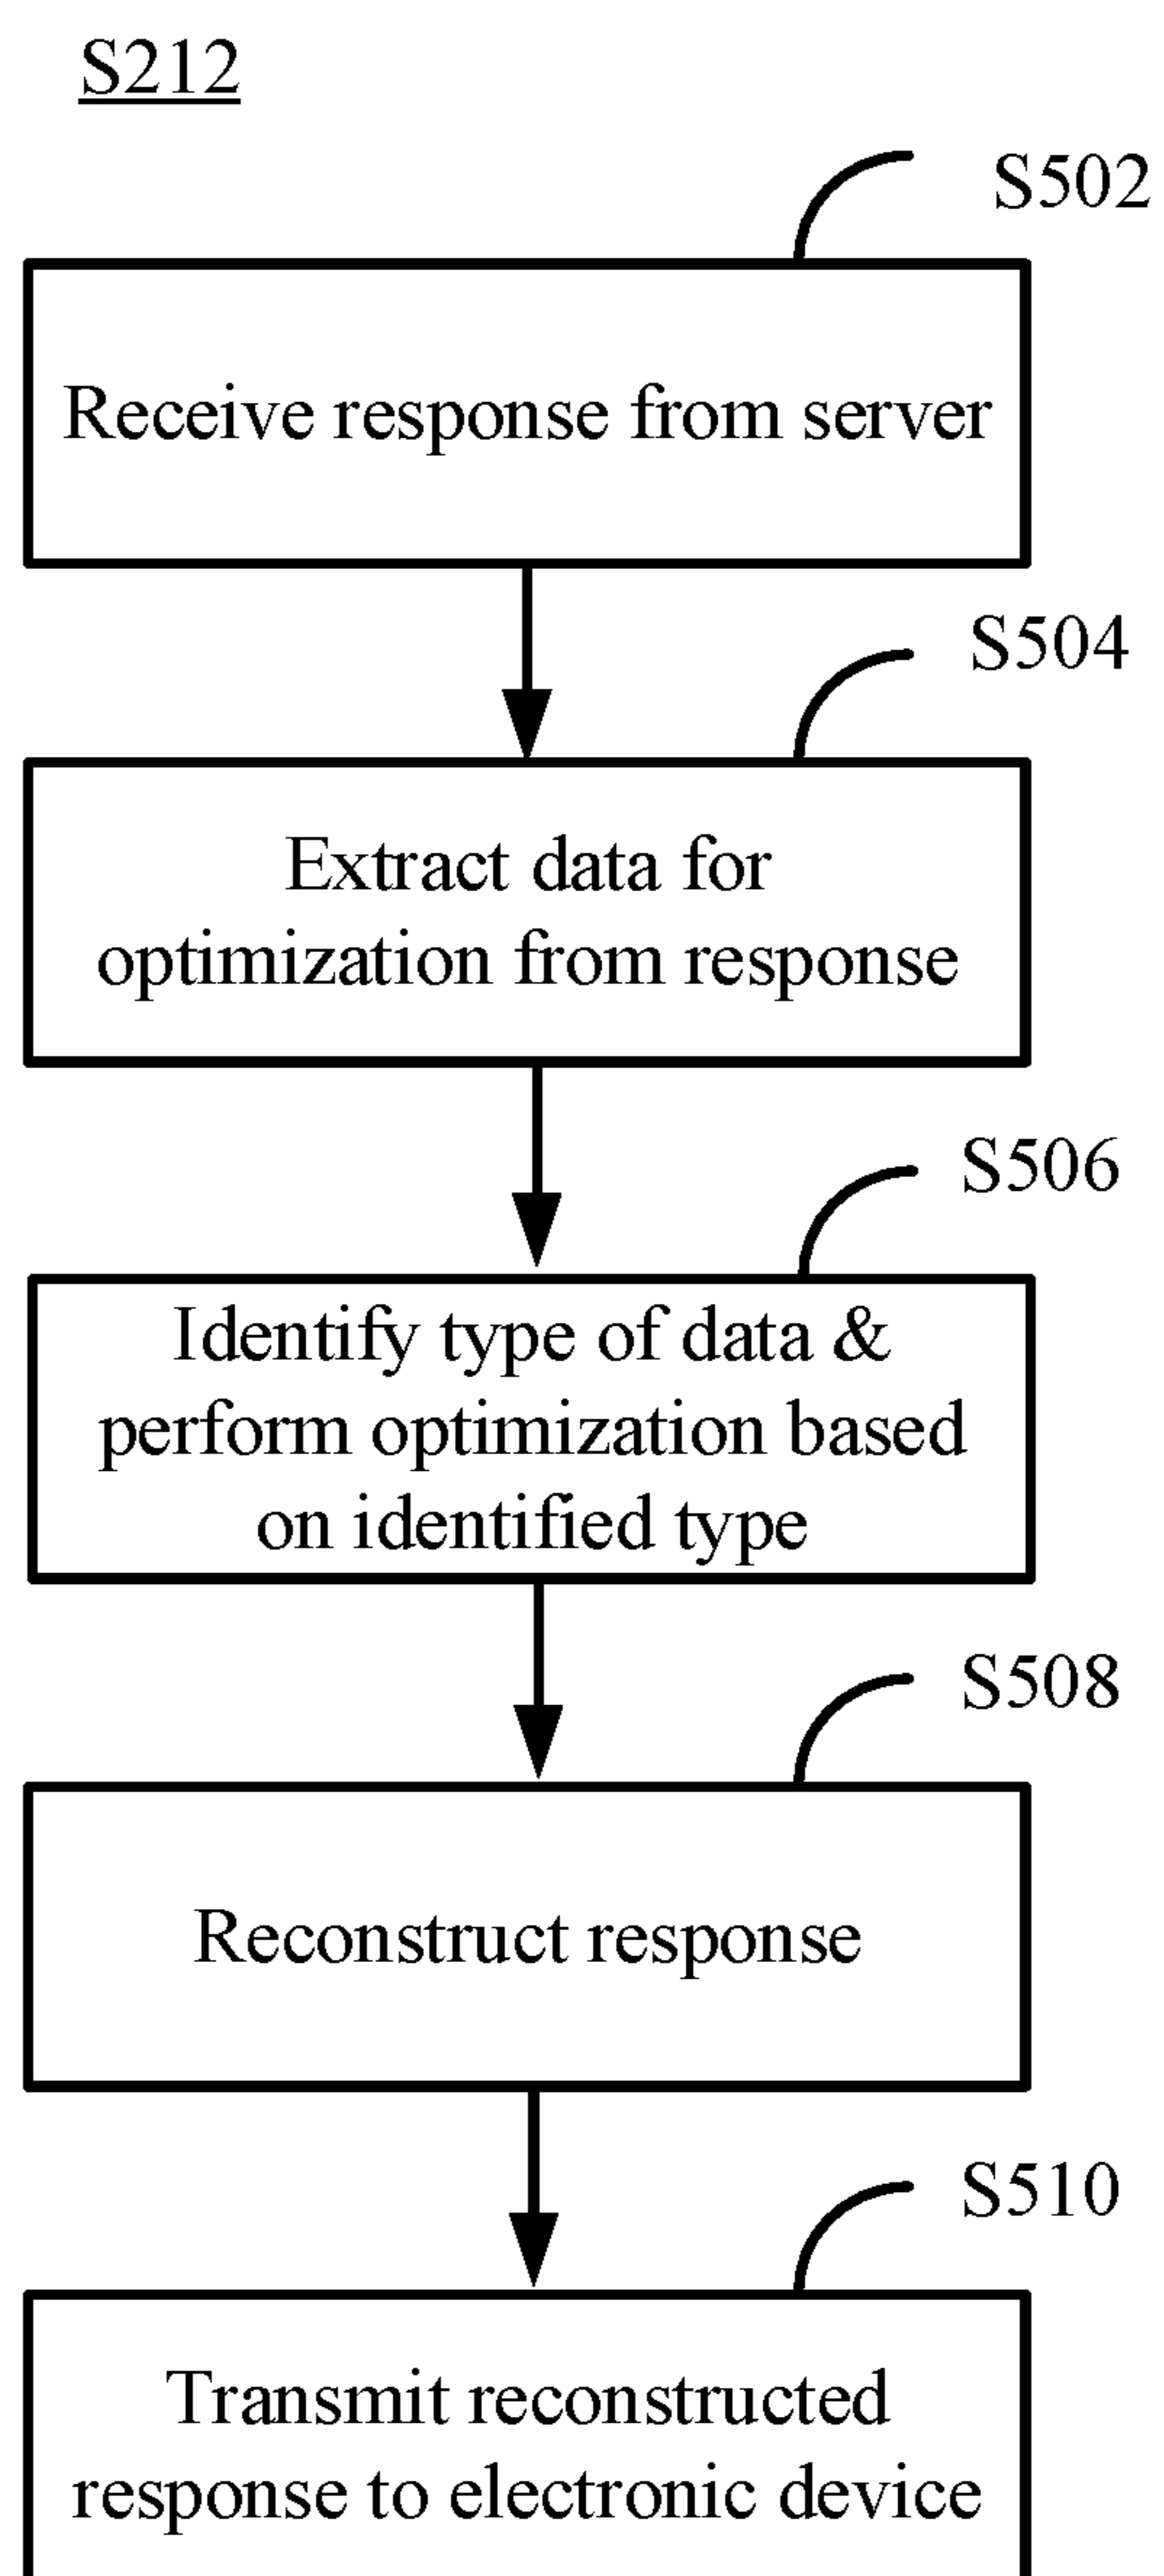 S212
S502
Receive response from server
S504
Extract data for
optimization from response
S506
Identify type of data &
perform optimization based
on identified type
S508
Reconstruct response
S510
Transmit reconstructed
response to electronic device